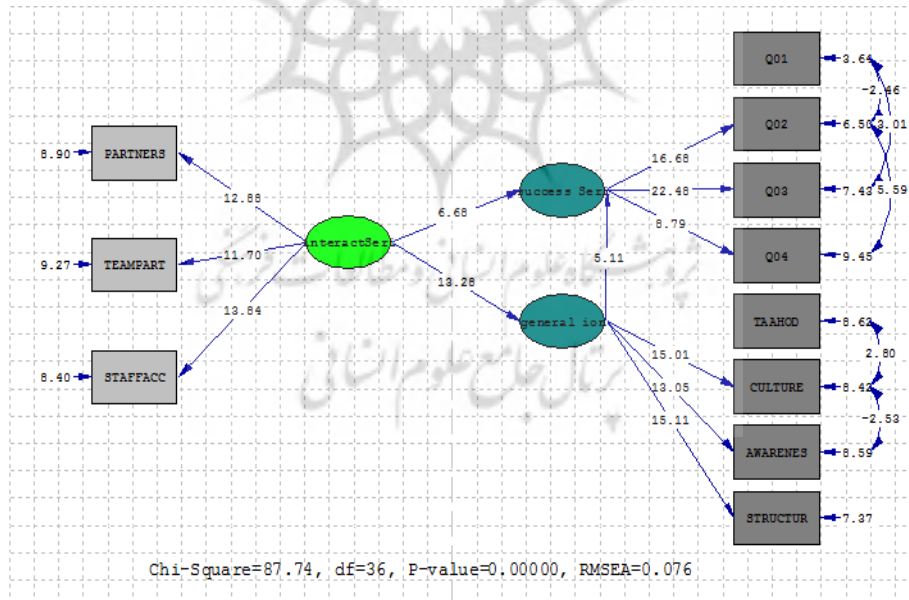 Q01
3.64
-2.46
8.90
PARTNERS
Q02
6.50
3.01
12.88
16.68
success Ser
22.48
Q03
7.43
5.59
6.68
8.79
9.27
TEAMPART
11.70
InteractSer
5.11
Q04
9.45
13.28
13.84
general ion
TAAHOD
8.62
15.01
2.80
8.40
STAFFACC
13.05
CULTURE
8.42
15.11
-2.53
AWARENES
8.59
STRUCTUR
7.37
Chi-Square=87.74, df=36, P-value=0.00000, RMSEA=0.076